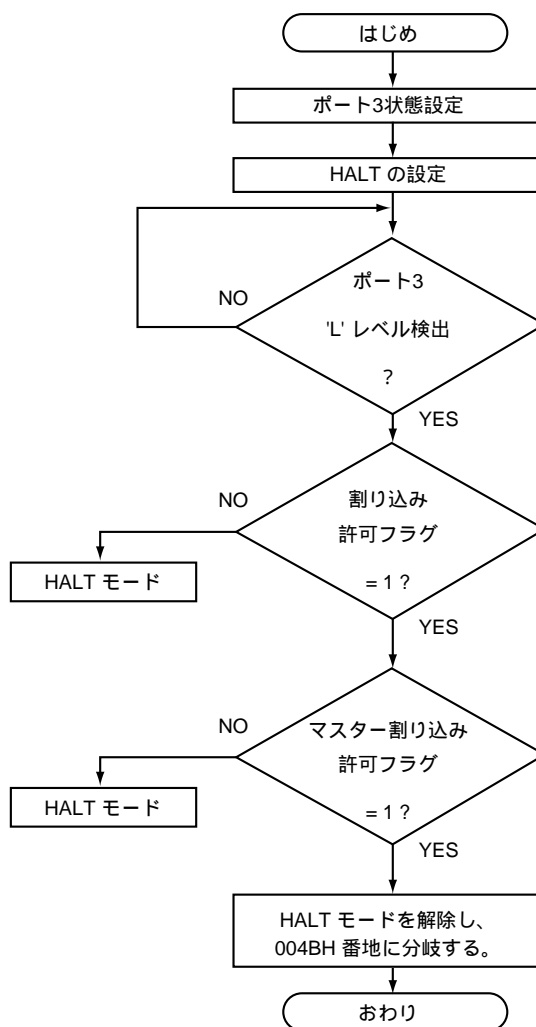 はじめ
ポート3状態設定
HALT の設定
ポート3
'L' レベル検出
?
NO
YES
割り込み
許可フラグ
= 1 ?
NO
HALT モード
YES
マスター割り込み
許可フラグ
= 1 ?
NO
HALT モード
YES
HALT モードを解除し、
004BH 番地に分岐する。
おわり